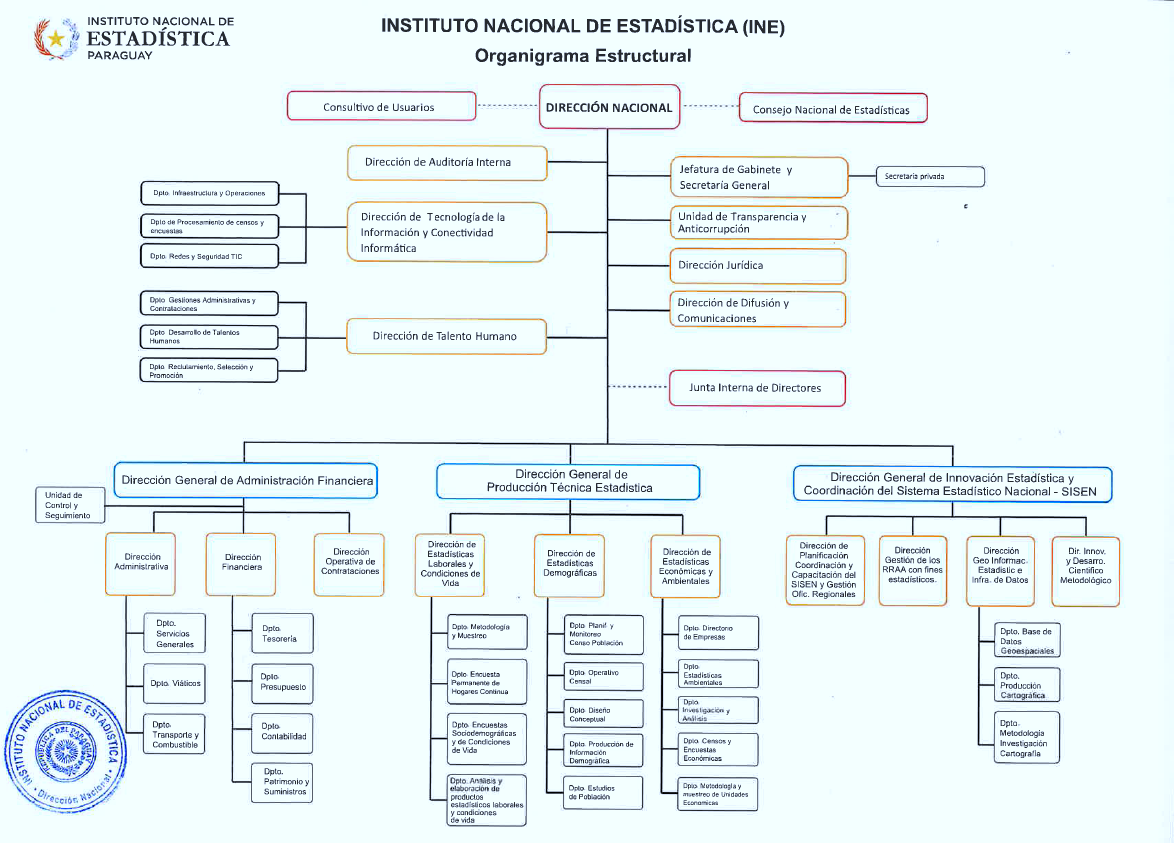 INSTITUTO NACIONAL DE
ESTADÍSTICA
PARAGUAY
INSTITUTO NACIONAL DE ESTADÍSTICA (INE)
Organigrama Estructural
Consultivo de Usuarios
DIRECCIÓN NACIONAL
Consejo Nacional de Estadísticas
Dirección de Auditoría Interna
Jefatura de Gabinete y
Secretaría General
Secretaría privada
Dpto. Infraestructura y Operaciones
Dpto de Procesamiento de censos y
encuestas
Dpto. Redes y Seguridad TIC
Dirección de Tecnología de la
Información y Conectividad
Informática
Unidad de Transparencia y
Anticorrupción
Dirección Jurídica
Dirección de Difusión y
Comunicaciones
Dpto Gestiones Administrativas y
Contrataciones
Dpto Desarrollo de Talentos
Humanos
Dpto. Reclutamiento, Selección y
Promoción
Dirección de Talento Humano
Junta Interna de Directores
Dirección General de Administración Financiera
Dirección General de
Producción Técnica Estadistica
Dirección General de Innovación Estadística y
Coordinación del Sistema Estadístico Nacional - SISEN
Unidad de
Control y
Seguimiento
Dirección
Administrativa
Dirección
Financiera
Dirección
Operativa de
Contrataciones
Dirección de
Estadísticas
Laborales y
Condiciones de
Vida
Dirección de
Estadísticas
Demográficas
Dirección de
Estadísticas
Económicas y
Ambientales
Dirección de
Planificación
Coordinación y
Capacitación del
SISEN y Gestión
Ofic. Regionales
Dirección
Gestión de los
RRAA con fines
estadísticos.
Dirección
Geo Informac.
Estadistic e
Infra. de Datos
Dir. Innov.
y Desarro.
Científico
Metodológico
Dpto.
Servicios
Generales
Dpto. Viáticos
Dpto.
Transporte y
Combustible
Dpto.
Tesorería
Dpto.
Presupuesto
Dpto.
Contabilidad
Dpto.
Patrimonio y
Suministros
Dpto. Metodología
y Muestreo
Dpto. Encuesta
Permanente de
Hogares Continua
Dpto. Encuestas
Sociodemográficas
y de Condiciones
de Vida
Dpto. Análisis y
elaboración de
productos
estadísticos laborales
y condiciones
de vida
Dpto. Planif y
Monitoreo
Censo Población
Dpto. Operativo
Censal
Dpto. Diseño
Conceptual
Dpto. Produccion de
Información
Demográfica
Dpto. Estudios
de Población
Dpto. Directorio
de Empresas
Dpto.
Estadísticas
Ambientales
Dpto.
Investigación y
Análisis
Dpto. Censos y
Encuestas
Económicas
Dpto. Metodología y
muestreo de Unidades
Economicas
Dpto. Base de
Datos
Geoespaciales
Dpto.
Producción
Cartográfica
Dpto.
Metodología
Investigación
Cartografía
INSTITUTO NACIONAL DE ESTADÍSTICA
REPÚBLICA DEL PARAGUAY
Dirección Nacional